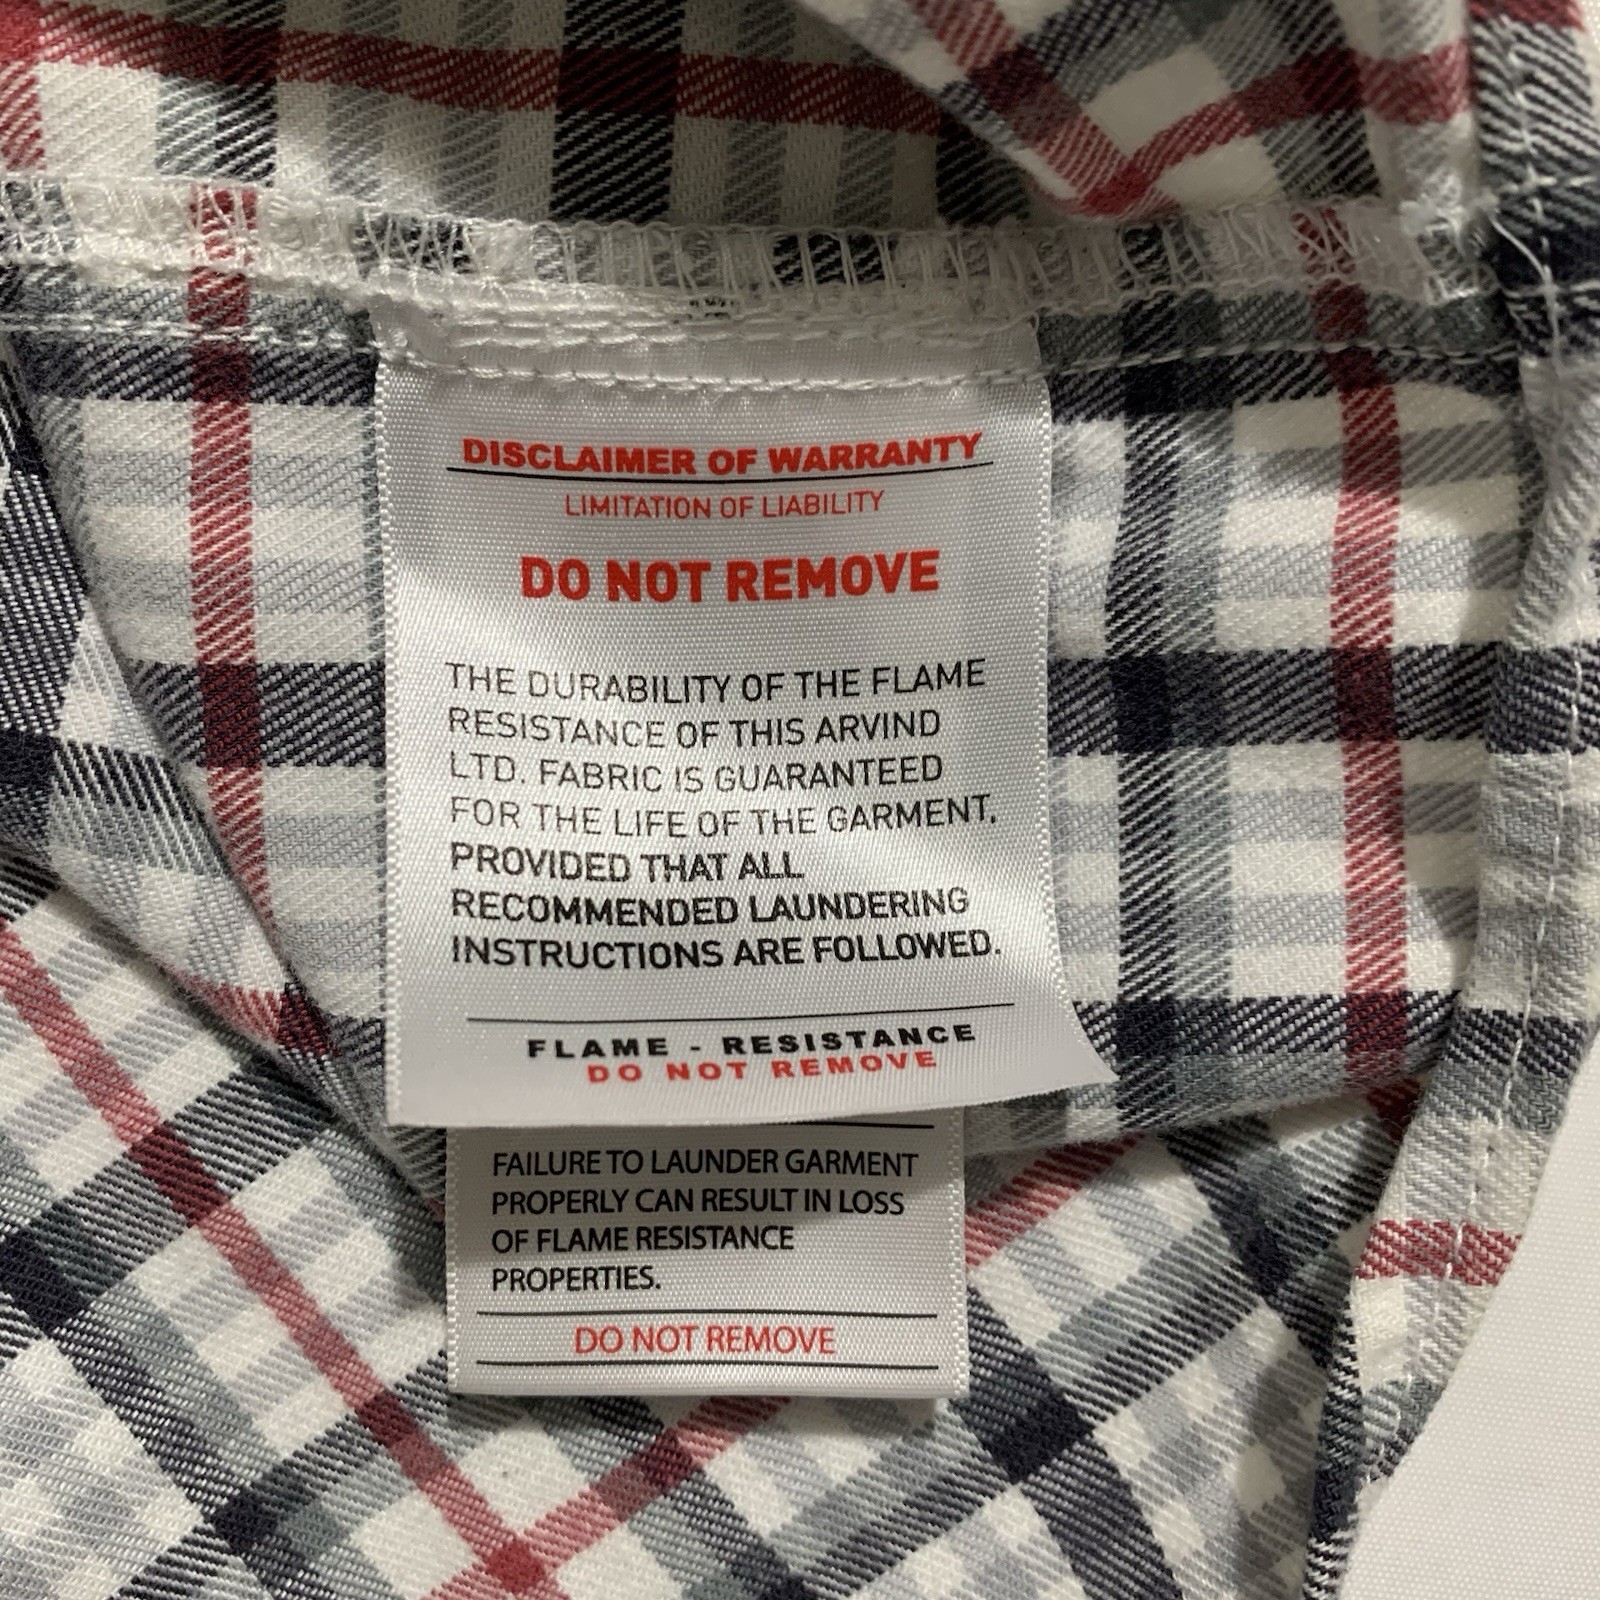 DISCLAIMER OF WARRANTY
LIMITATION OF LIABILITY
DO NOT REMOVE
THE DURABILITY OF THE FLAME
RESISTANCE OF THIS ARVIND
LTD. FABRIC IS GUARANTEED
FOR THE LIFE OF THE GARMENT,
PROVIDED THAT ALL
RECOMMENDED LAUNDERING
INSTRUCTIONS ARE FOLLOWED.
FLAME - RESISTANCE
DO NOT REMOVE
FAILURE TO LAUNDER GARMENT
PROPERLY CAN RESULT IN LOSS
OF FLAME RESISTANCE
PROPERTIES.
DO NOT REMOVE